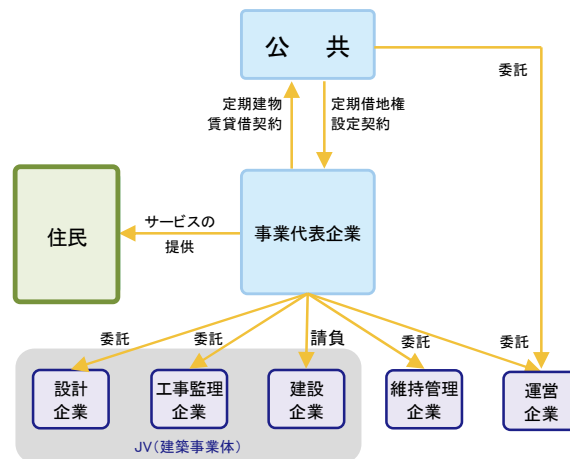 公　共
委託
定期建物
賃貸借契約
定期借地権
設定契約
住民
サービスの
提供
事業代表企業
委託
委託
請負
委託
委託
設計
企業
工事監理
企業
建設
企業
維持管理
企業
運営
企業
JV（建築事業体）